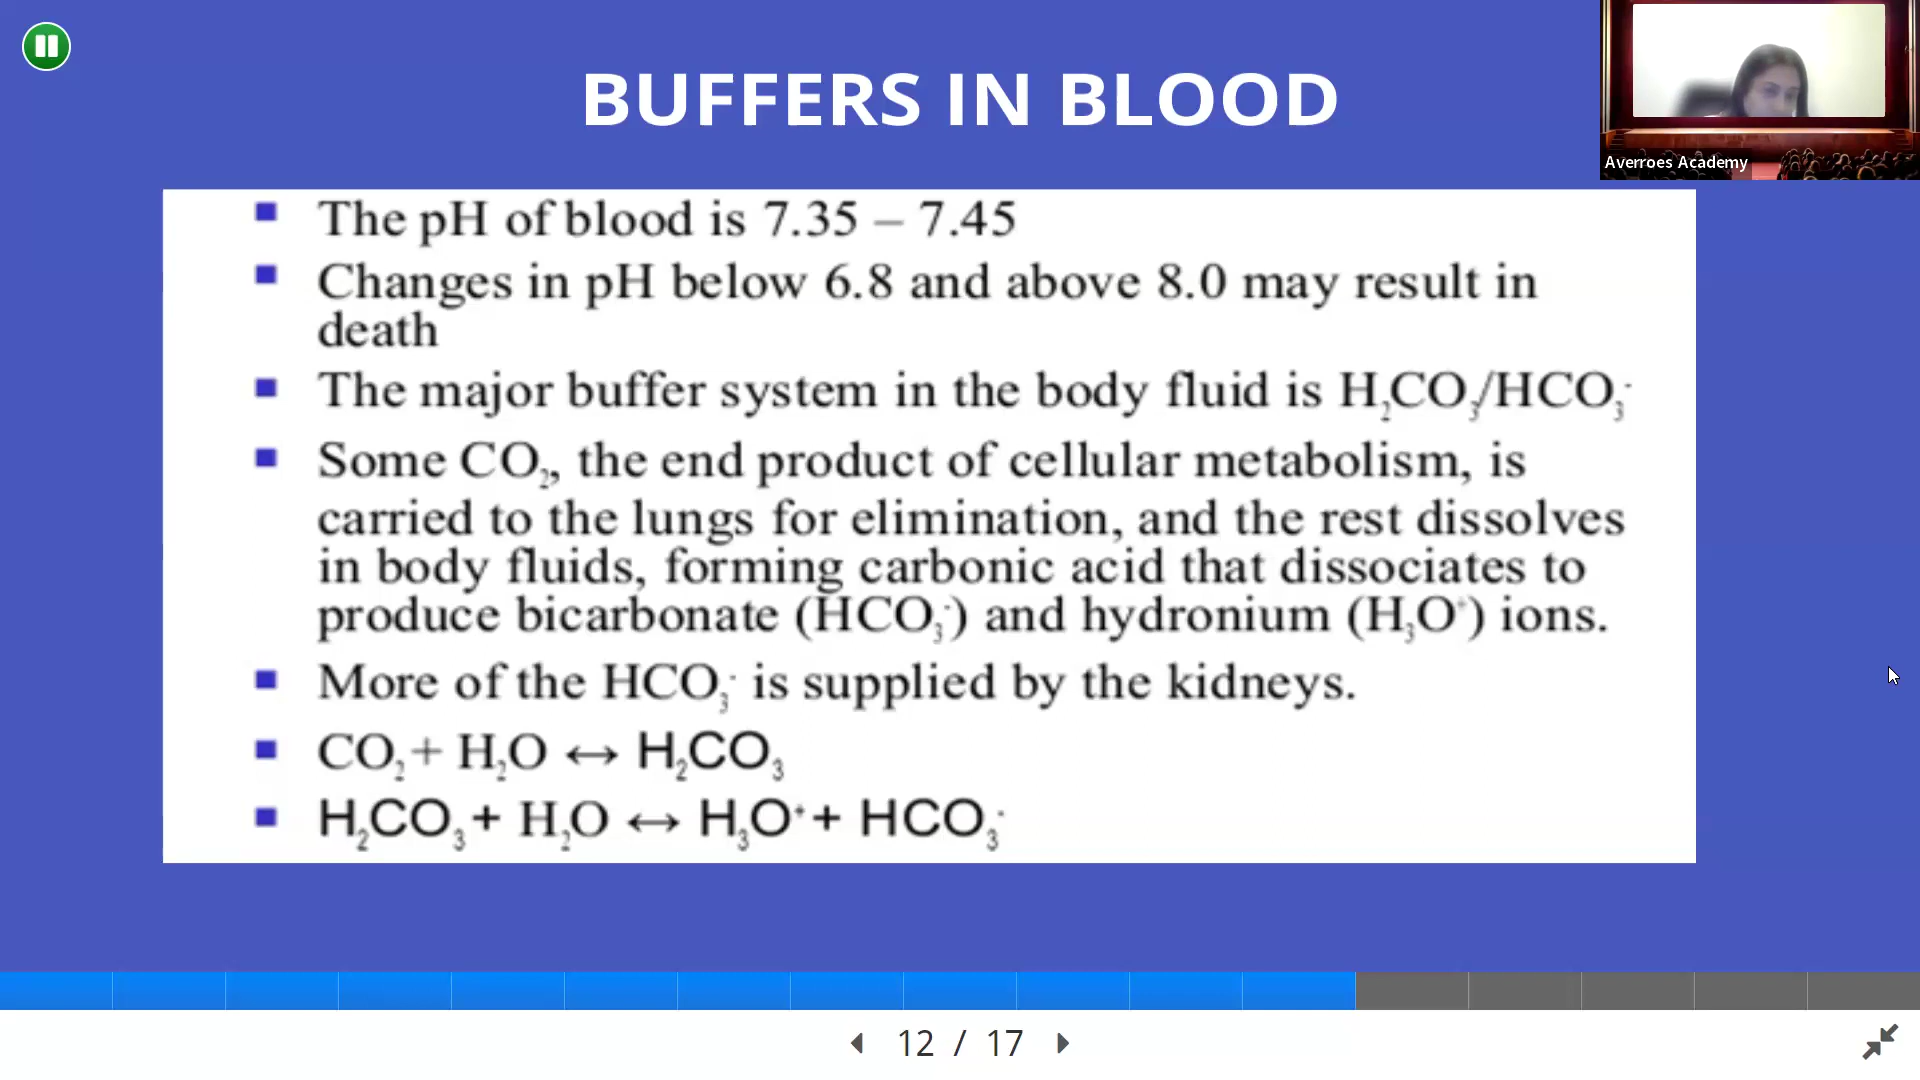 BUFFERS IN BLOOD
Averroes Academy
The pH of blood is 7.35 – 7.45
Changes in pH below 6.8 and above 8.0 may result in
death
The major buffer system in the body fluid is H₂CO₃/HCO₃⁻
Some CO₂, the end product of cellular metabolism, is
carried to the lungs for elimination, and the rest dissolves
in body fluids, forming carbonic acid that dissociates to
produce bicarbonate (HCO₃⁻) and hydronium (H₃O⁺) ions.
More of the HCO₃⁻ is supplied by the kidneys.
CO₂ + H₂O ↔ H₂CO₃
H₂CO₃ + H₂O ↔ H₃O⁺ + HCO₃⁻
12 / 17